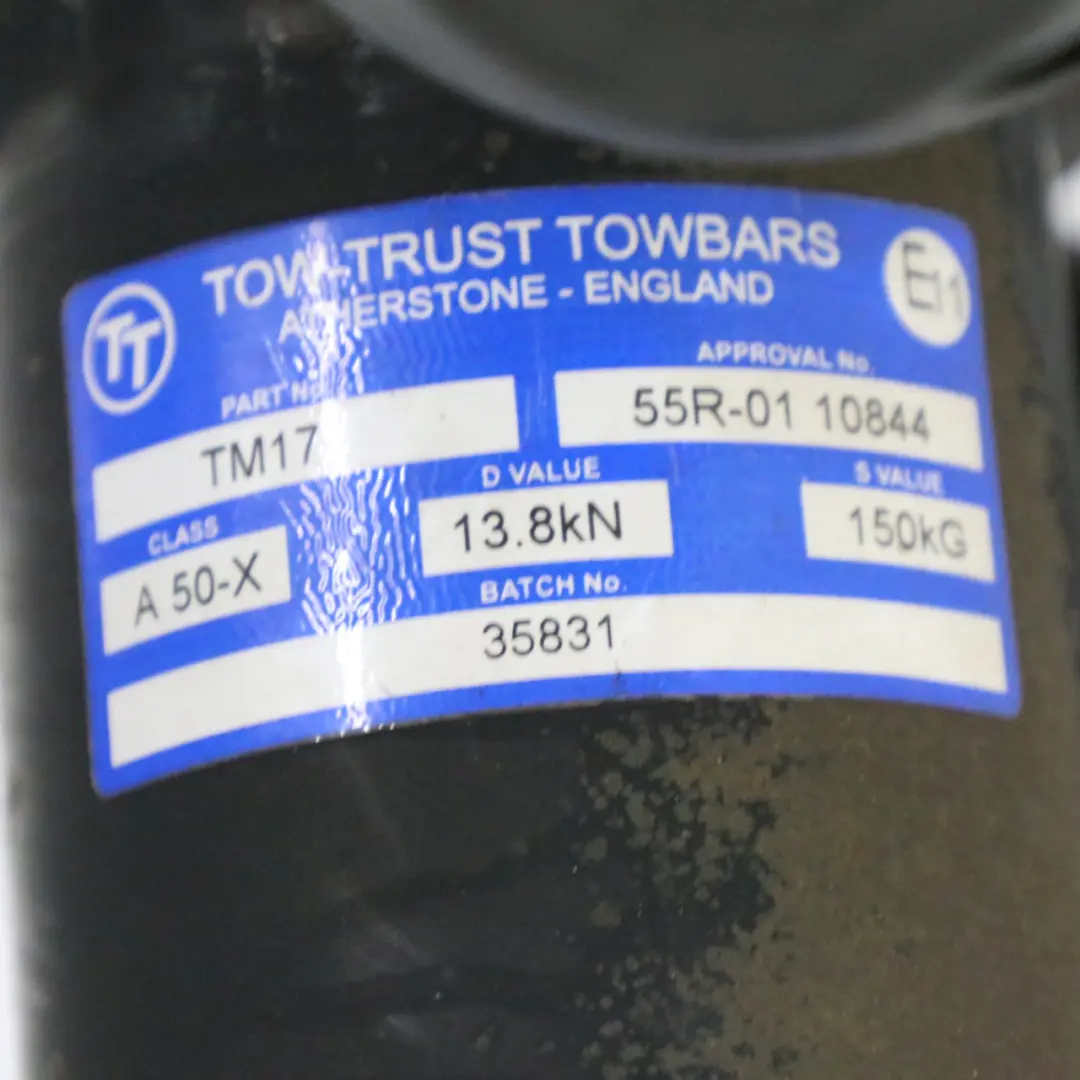 TT
TOW-TRUST TOWBARS
ATHERSTONE - ENGLAND
E11
PART No.
APPROVAL No.
TM17
55R-01 10844
CLASS
D VALUE
S VALUE
A 50-X
13.8kN
150kG
BATCH No.
35831